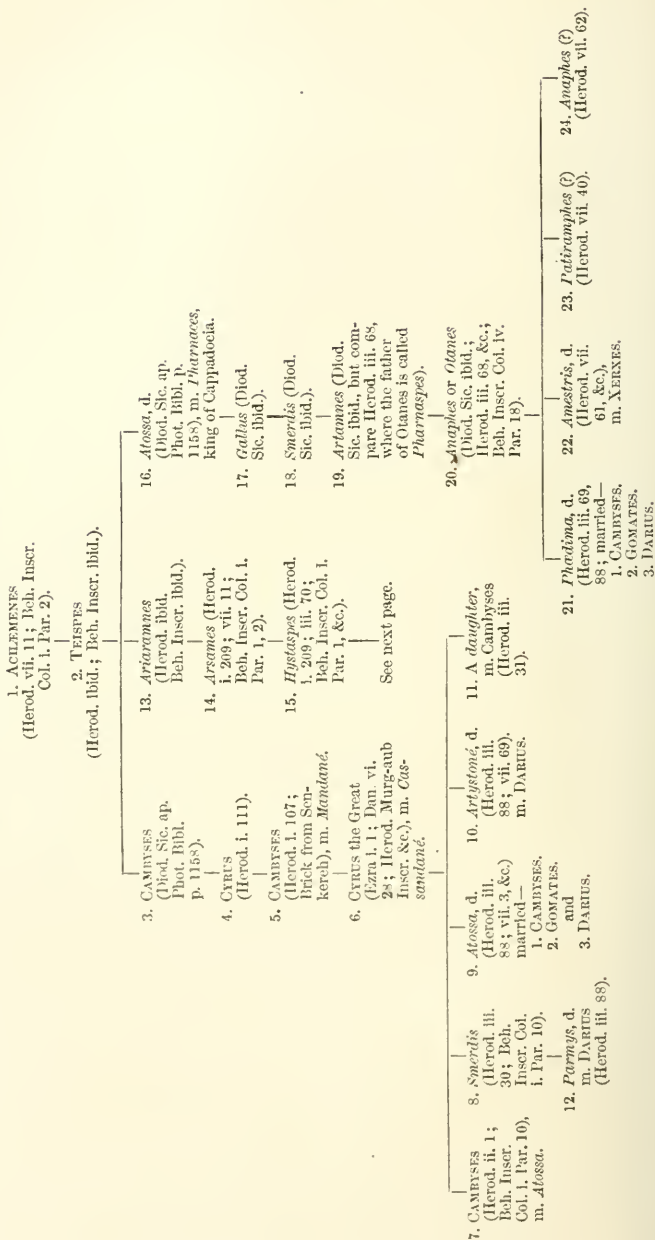 1. ACHÆMENES
(Herod. vii. 11; Beh. Inscr.
Col. i. Par. 2).
2. TEISPES
(Herod. ibid.; Beh. Inscr. ibid.).
3. CAMBYSES
(Diod. Sic. ap.
Phot. Bibl.
p. 1158).
4. CYRUS
(Herod. i. 111).
5. CAMBYSES
(Herod. i. 107;
Brick from Sen-
kereh), m. Mandané.
6. CYRUS the Great
(Ezra i. 1; Dan. vi.
28; Herod. Murg-aub
Inscr. &c.), m. Cas-
sandané.
13. Ariaramnes
(Herod. ibid.
Beh. Inscr. ibid.).
14. Arsames (Herod.
i. 209; vii. 11;
Beh. Inscr. Col. i.
Par. 1, 2).
15. Hystaspes (Herod.
i. 209; iii. 70;
Beh. Inscr. Col. i.
Par. 1, &c.).
See next page.
16. Atossa, d.
(Diod. Sic. ap.
Phot. Bibl. p.
1158), m. Pharnaces,
king of Cappadocia.
17. Gallus (Diod.
Sic. ibid.).
18. Smerdis (Diod.
Sic. ibid.).
19. Artamnes (Diod.
Sic. ibid., but com-
pare Herod. iii. 68,
where the father
of Otanes is called
Pharnaspes).
20. Anaphes or Otanes
(Diod. Sic. ibid.;
Herod. iii. 68, &c.;
Beh. Inscr. Col. iv.
Par. 18).
7. CAMBYSES
(Herod. ii. 1;
Beh. Inscr.
Col. i. Par. 10),
m. Atossa.
8. Smerdis
(Herod. iii.
30; Beh.
Inscr. Col.
i. Par. 10).
12. Parmys, d.
m. DARIUS
(Herod. iii. 88).
9. Atossa, d.
(Herod. iii.
88; vii. 3, &c.)
married—
1. CAMBYSES.
2. GOMATES.
and
3. DARIUS.
10. Artystoné, d.
(Herod. iii.
88; vii. 69).
m. DARIUS.
11. A daughter,
m. Cambyses
(Herod. iii.
31).
21. Phædima, d.
(Herod. iii. 69,
88; married—
1. CAMBYSES.
2. GOMATES.
3. DARIUS.
22. Amestris, d.
(Herod. vii.
61, &c.),
m. XERXES.
23. Patiramphes (?)
(Herod. vii. 40).
24. Anaphes (?)
(Herod. vii. 62).